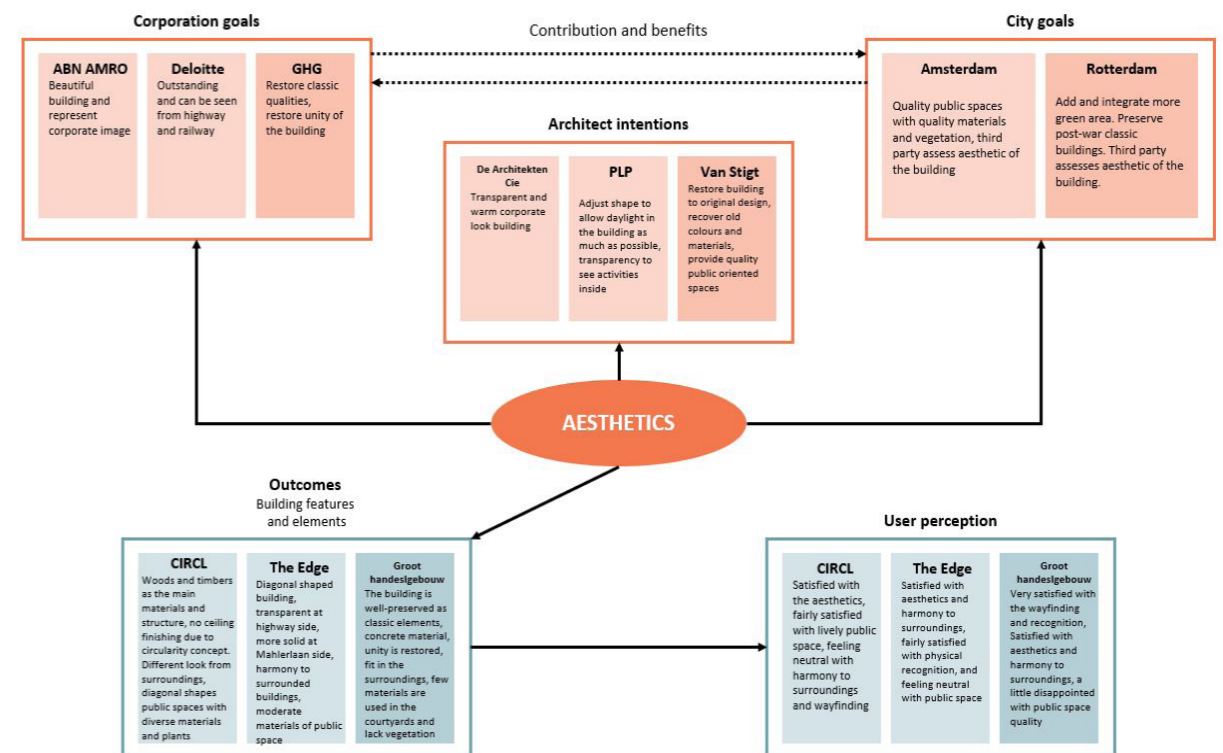 Corporation goals
ABN AMRO
Beautiful
building and
represent
corporate image
Deloitte
Outstanding
and can be seen
from highway
and railway
GHG
Restore classic
qualities,
restore unity of
the building
Contribution and benefits
City goals
Amsterdam
Quality public spaces
with quality materials
and vegetation, third
party assess aesthetic of
the building
Rotterdam
Add and integrate more
green area. Preserve
post-war classic
buildings. Third party
assesses aesthetic of the
building.
Architect intentions
De Architekten
Cie
Transparent and
warm corporate
look building
PLP
Adjust shape to
allow daylight in
the building as
much as possible,
transparency to
see activities
inside
Van Stigt
Restore building
to original design,
recover old
colours and
materials,
provide quality
public oriented
spaces
AESTHETICS
Outcomes
Building features
and elements
CIRCL
Woods and timbers
as the main
materials and
structure, no ceiling
finishing due to
circularity concept.
Different look from
surroundings,
diagonal shapes
public spaces with
diverse materials
and plants
The Edge
Diagonal shaped
building,
transparent at
highway side,
more solid at
Mahlerlaan side,
harmony to
surrounded
buildings,
moderate
materials of public
space
Groot
handeslgebouw
The building is
well-preserved as
classic elements,
concrete material,
unity is restored,
fit in the
surroundings, few
materials are
used in the
courtyards and
lack vegetation
User perception
CIRCL
Satisfied with
the aesthetics,
fairly satisfied
with lively public
space, feeling
neutral with
harmony to
surroundings
and wayfinding
The Edge
Satisfied with
aesthetics and
harmony to
surroundings,
fairly satisfied
with physical
recognition, and
feeling neutral
with public space
Groot
handeslgebouw
Very satisfied with
the wayfinding
and recognition,
Satisfied with
aesthetics and
harmony to
surroundings, a
little disappointed
with public space
quality